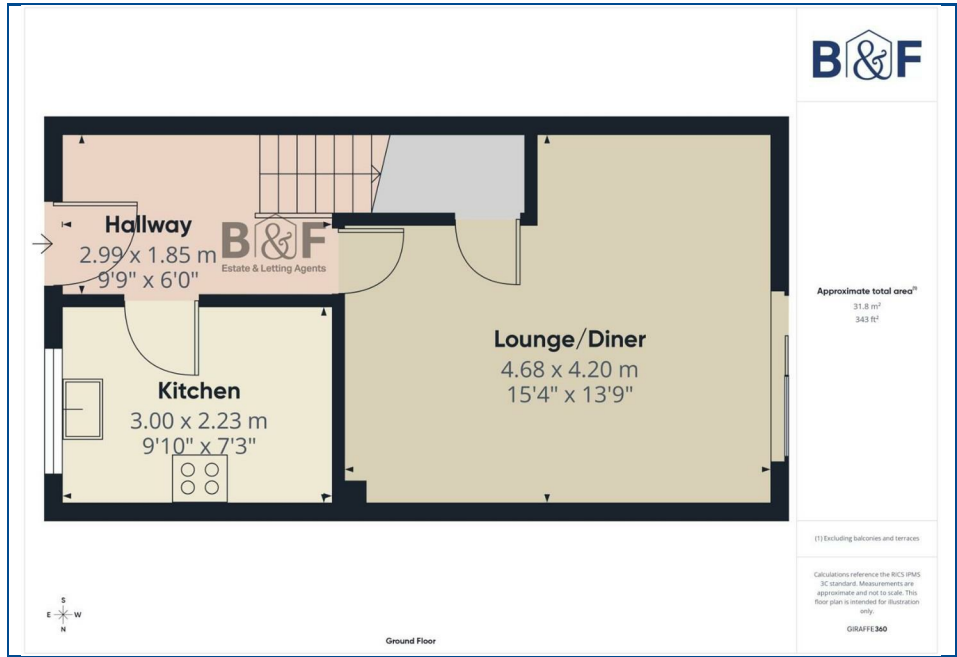 B&F
Hallway
2.99 x 1.85 m
9'9" x 6'0"
B&F
Estate & Letting Agents
Lounge/Diner
4.68 x 4.20 m
15'4" x 13'9"
Kitchen
3.00 x 2.23 m
9'10" x 7'3"
Approximate total area⁽¹⁾
31.8 m²
343 ft²
(1) Excluding balconies and terraces
Calculations reference the RICS IPMS
3C standard. Measurements are
approximate and not to scale. This
floor plan is intended for illustration
only.
GIRAFFE360
S
E W
N
Ground Floor